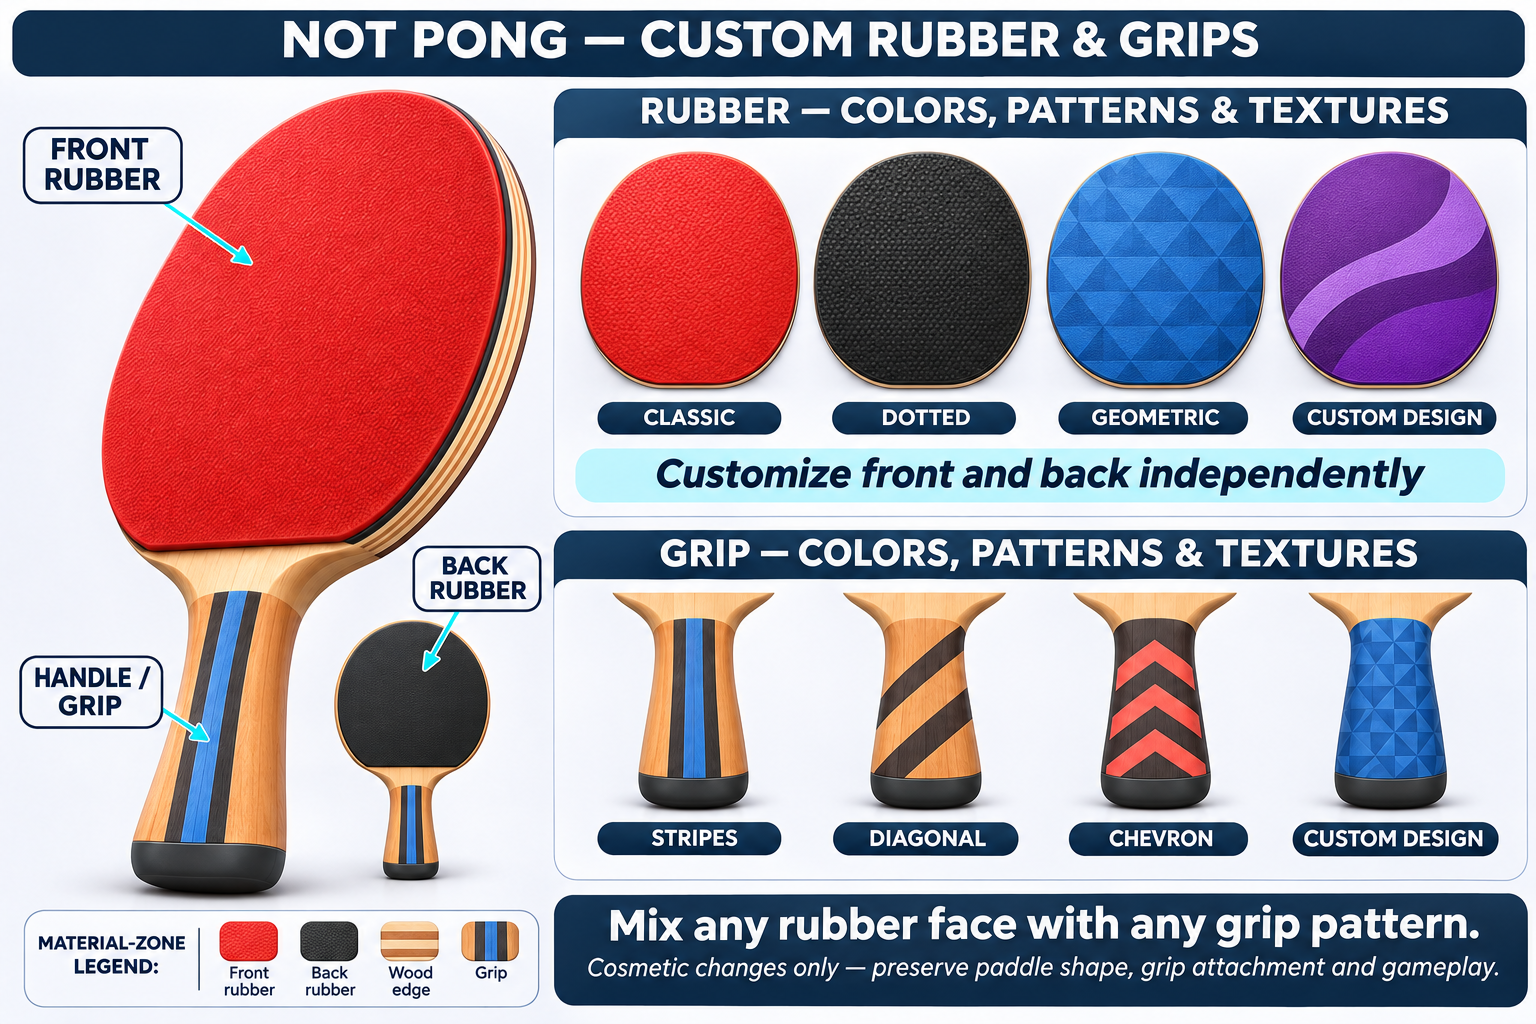 NOT PONG — CUSTOM RUBBER & GRIPS
FRONT
RUBBER
BACK
RUBBER
HANDLE /
GRIP
MATERIAL-ZONE
LEGEND:
Front
rubber
Back
rubber
Wood
edge
Grip
RUBBER — COLORS, PATTERNS & TEXTURES
CLASSIC
DOTTED
GEOMETRIC
CUSTOM DESIGN
Customize front and back independently
GRIP — COLORS, PATTERNS & TEXTURES
STRIPES
DIAGONAL
CHEVRON
CUSTOM DESIGN
Mix any rubber face with any grip pattern.
Cosmetic changes only — preserve paddle shape, grip attachment and gameplay.